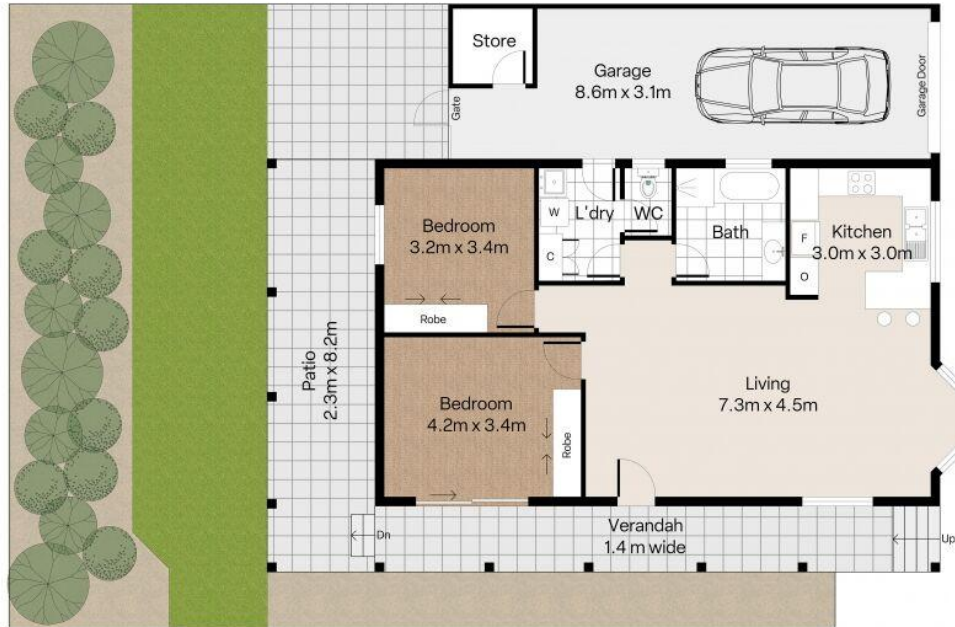 Store
Garage
8.6m x 3.1m
Garage Door
Gate
Bedroom
3.2m x 3.4m
Robe
W
L'dry
C
WC
Bath
Kitchen
3.0m x 3.0m
F
O
Patio
2.3m x 8.2m
Bedroom
4.2m x 3.4m
Robe
Living
7.3m x 4.5m
Dn
Verandah
1.4 m wide
Up